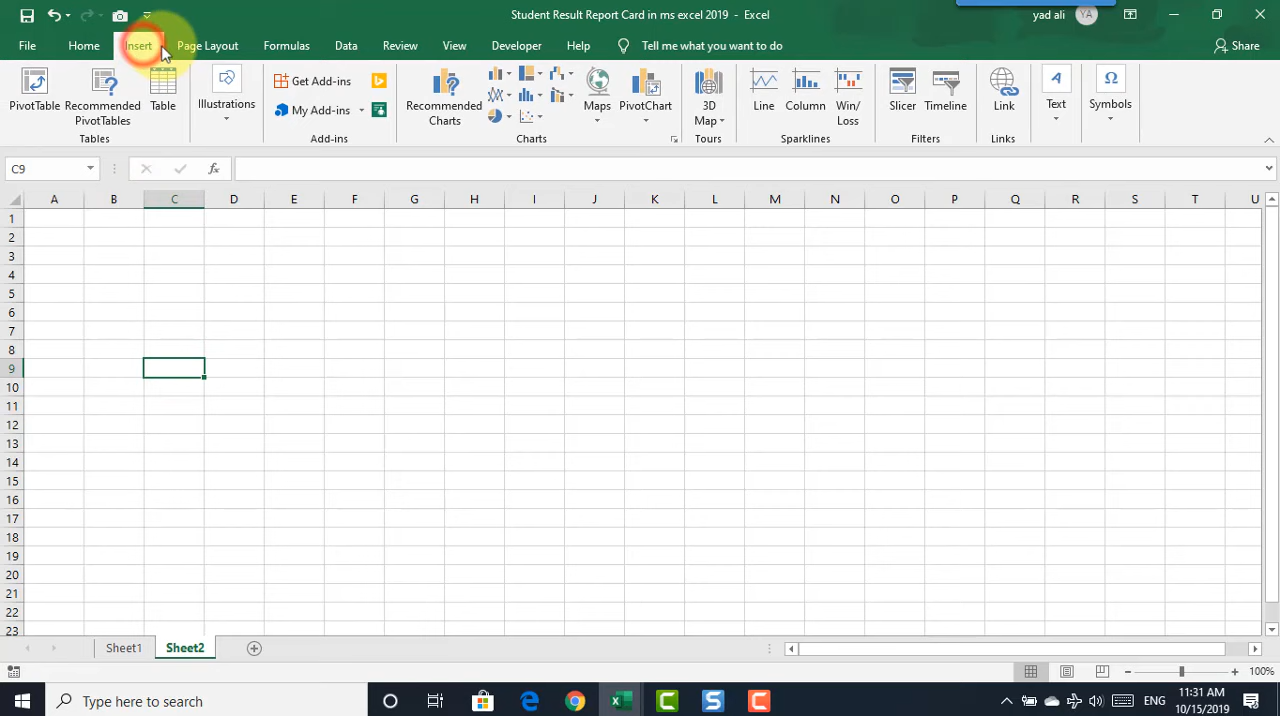 Student Result Report Card in ms excel 2019 - Excel
yad ali
YA
File Home Insert Page Layout Formulas Data Review View Developer Help Tell me what you want to do Share
PivotTable Recommended PivotTables Table Illustrations Get Add-ins My Add-ins Recommended Charts Maps PivotChart 3D Map Line Column Win/Loss Slicer Timeline Link Text Symbols
Tables Add-ins Charts Tours Sparklines Filters Links
C9 fx
A B C D E F G H I J K L M N O P Q R S T U
1
2
3
4
5
6
7
8
9
10
11
12
13
14
15
16
17
18
19
20
21
22
23
Sheet1 Sheet2
100%
Type here to search
ENG
11:31 AM
10/15/2019